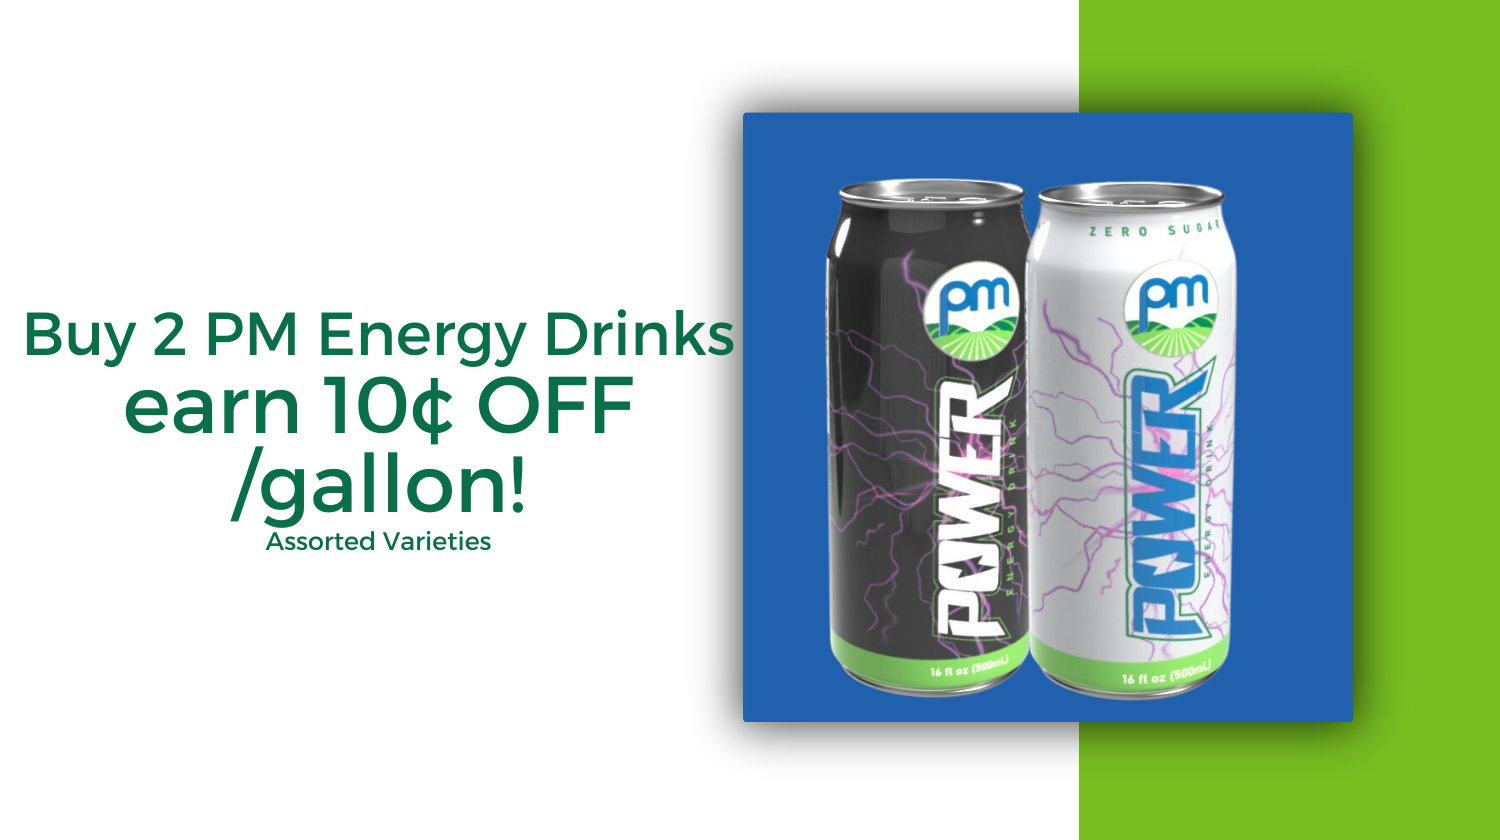 Buy 2 PM Energy Drinks
earn 10¢ OFF
/gallon!
Assorted Varieties
pm
POWER
ENERGY DRINK
16 fl oz (500mL)
ZERO SUGAR
pm
POWER
ENERGY DRINK
16 fl oz (500mL)